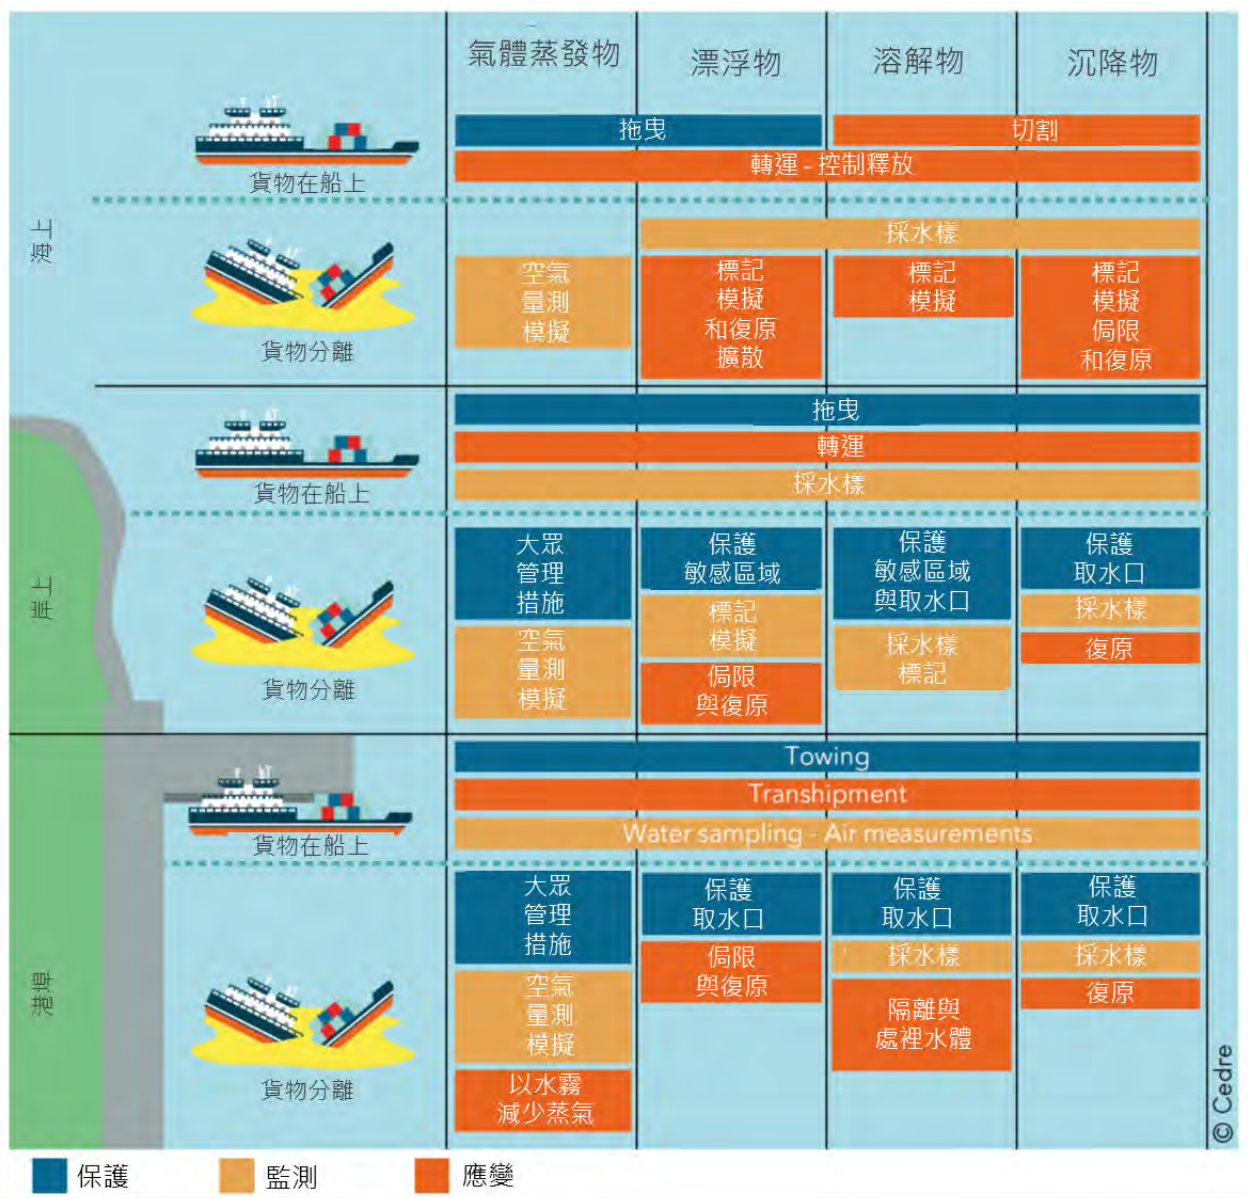 氣體蒸發物
漂浮物
溶解物
沉降物
海上
貨物在船上
拖曳
切割
轉運 - 控制釋放
貨物分離
採水樣
空氣
量測
模擬
標記
模擬
和復原
擴散
標記
模擬
標記
模擬
侷限
和復原
岸上
貨物在船上
拖曳
轉運
採水樣
貨物分離
大眾
管理
措施
空氣
量測
模擬
保護
敏感區域
標記
模擬
侷限
與復原
保護
敏感區域
與取水口
採水樣
標記
保護
取水口
採水樣
復原
港埠
貨物在船上
Towing
Transhipment
Water sampling - Air measurements
貨物分離
大眾
管理
措施
空氣
量測
模擬
以水霧
減少蒸氣
保護
取水口
侷限
與復原
保護
取水口
採水樣
隔離與
處裡水體
保護
取水口
採水樣
復原
© Cedre
保護
監測
應變